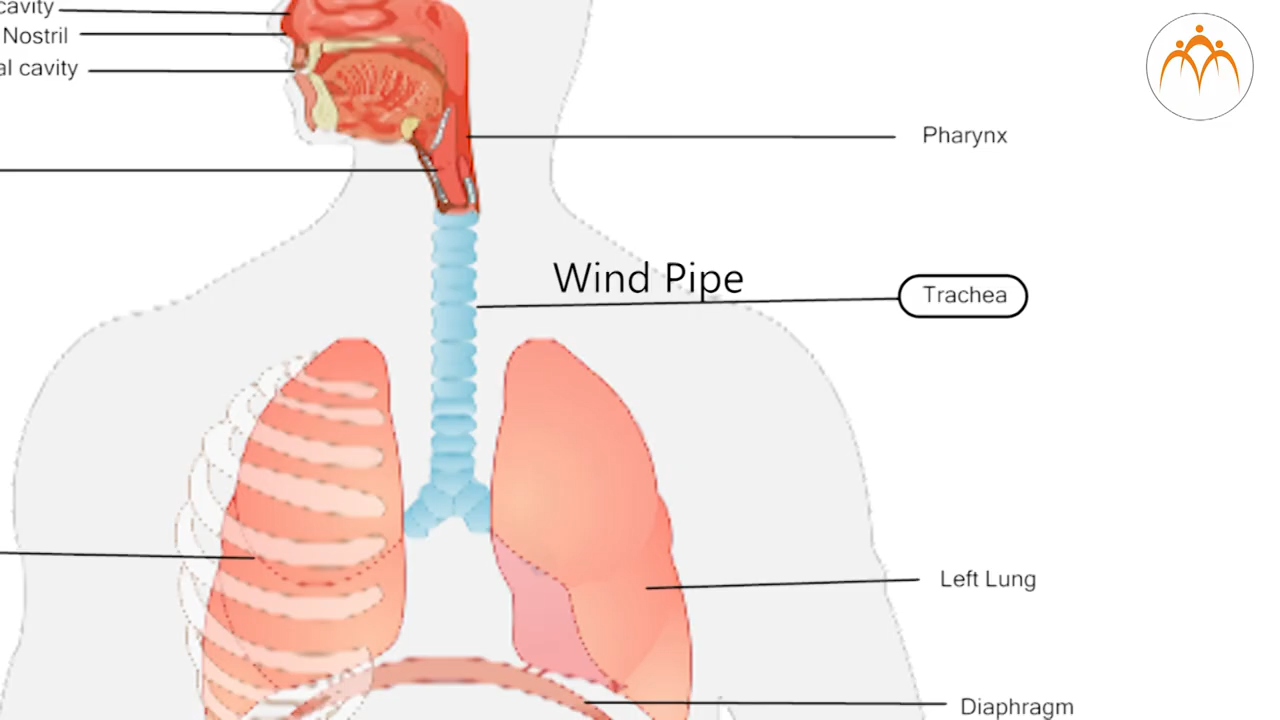 cavity
Nostril
al cavity
Pharynx
Wind Pipe
Trachea
Left Lung
Diaphragm